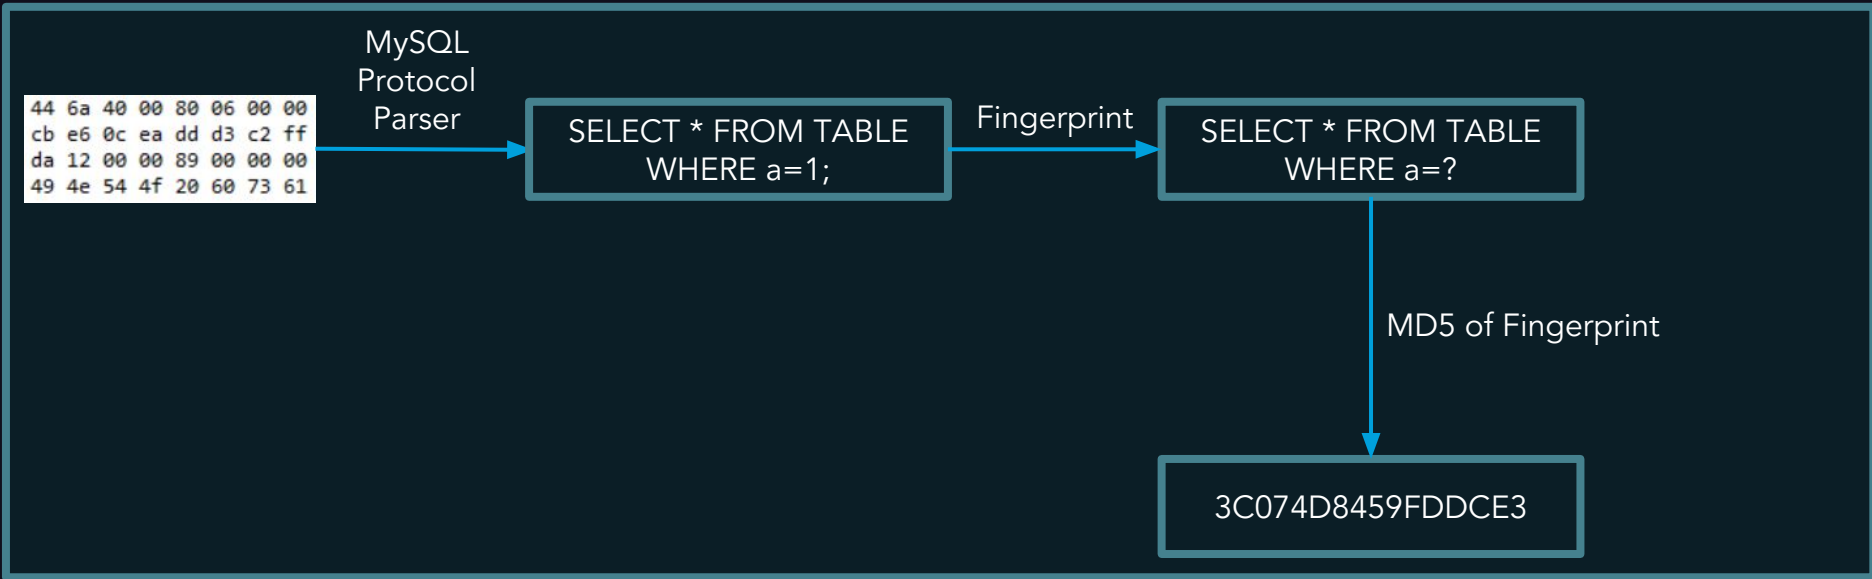 44 6a 40 00 80 06 00 00
cb e6 0c ea dd d3 c2 ff
da 12 00 00 89 00 00 00
49 4e 54 4f 20 60 73 61
MySQL
Protocol
Parser
SELECT * FROM TABLE
WHERE a=1;
Fingerprint
SELECT * FROM TABLE
WHERE a=?
MD5 of Fingerprint
3C074D8459FDDCE3